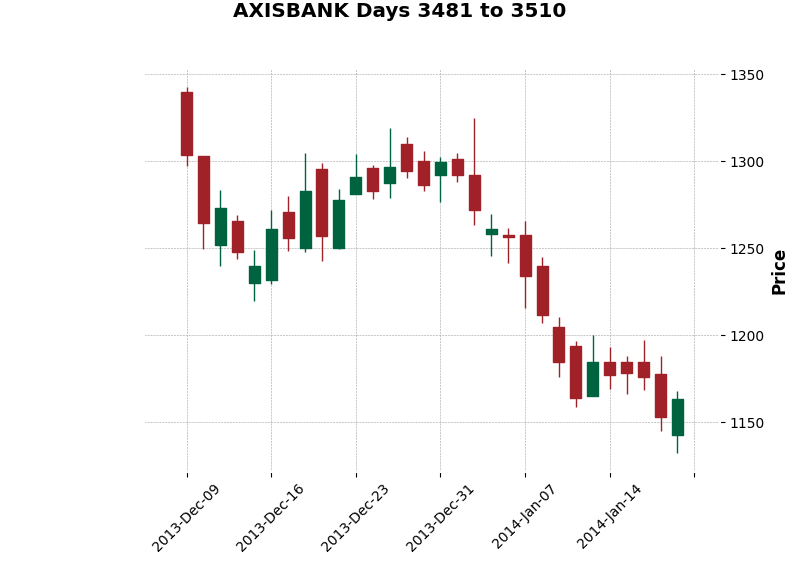 AXISBANK Days 3481 to 3510
1350
1300
1250
1200
1150
Price
2013-Dec-09
2013-Dec-16
2013-Dec-23
2013-Dec-31
2014-Jan-07
2014-Jan-14